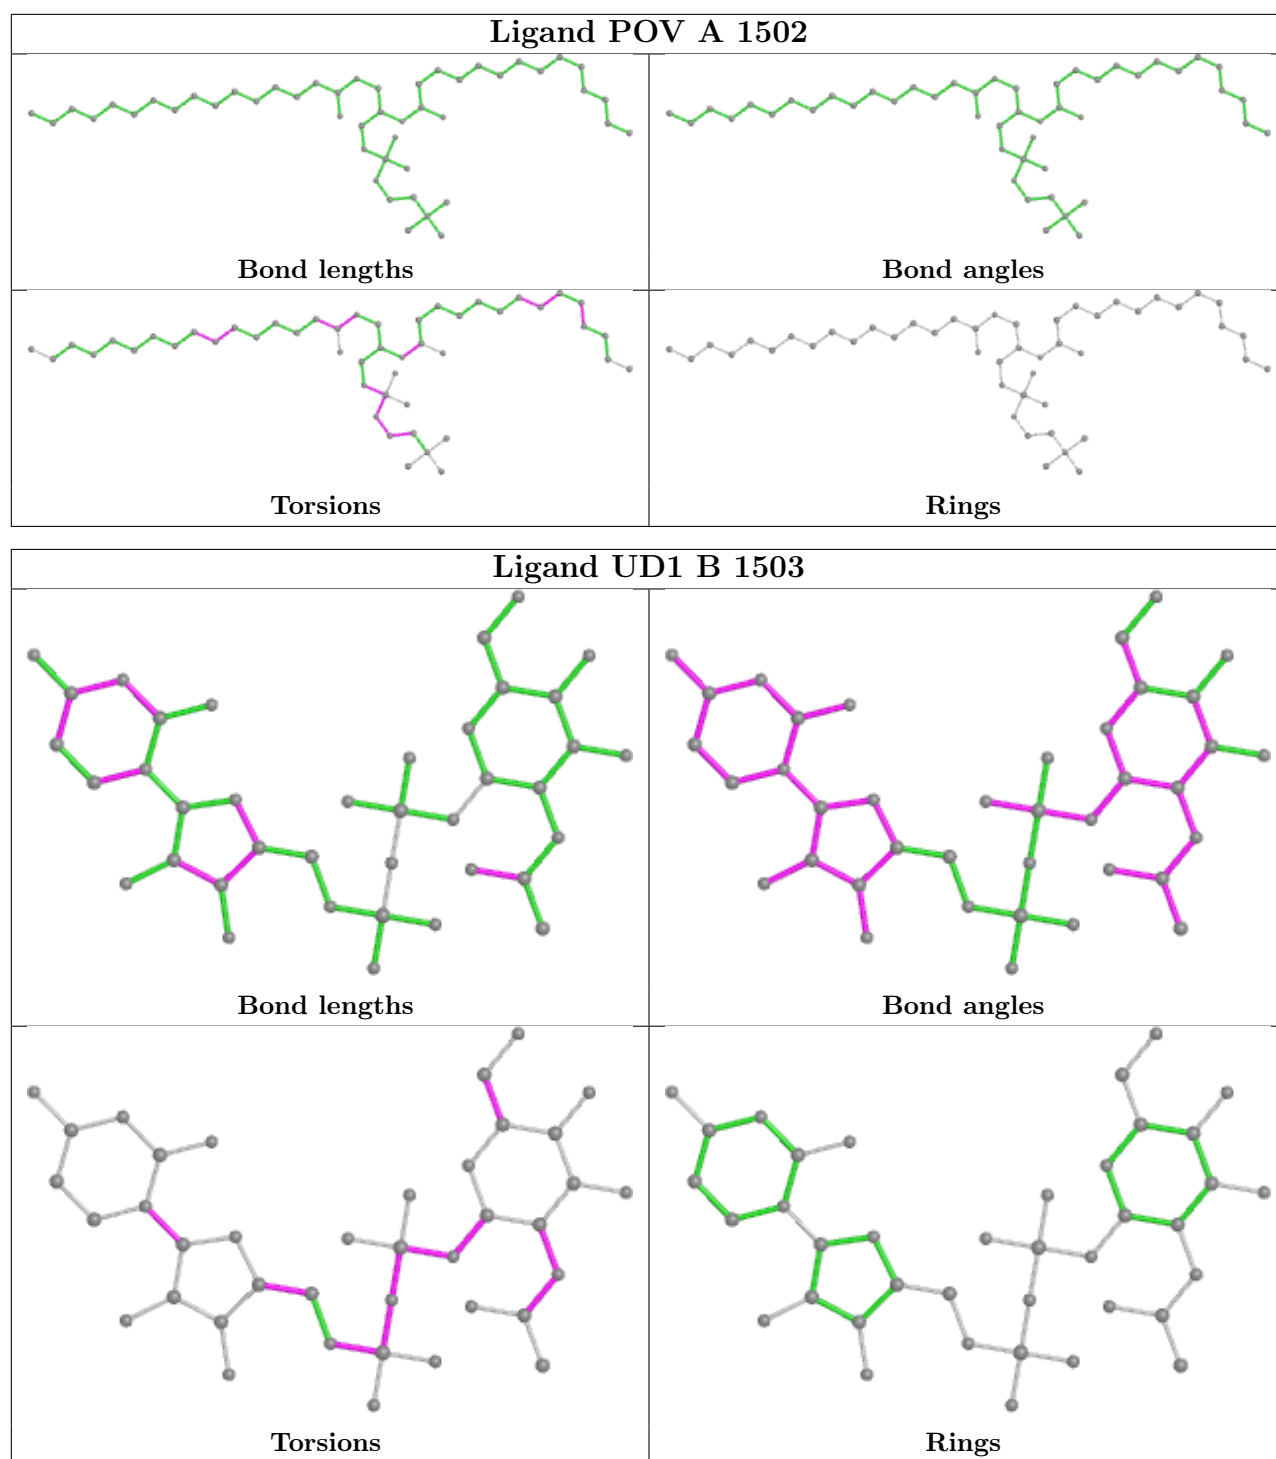 Ligand POV A 1502
Bond lengths
Bond angles
Torsions
Rings
Ligand UD1 B 1503
Bond lengths
Bond angles
Torsions
Rings